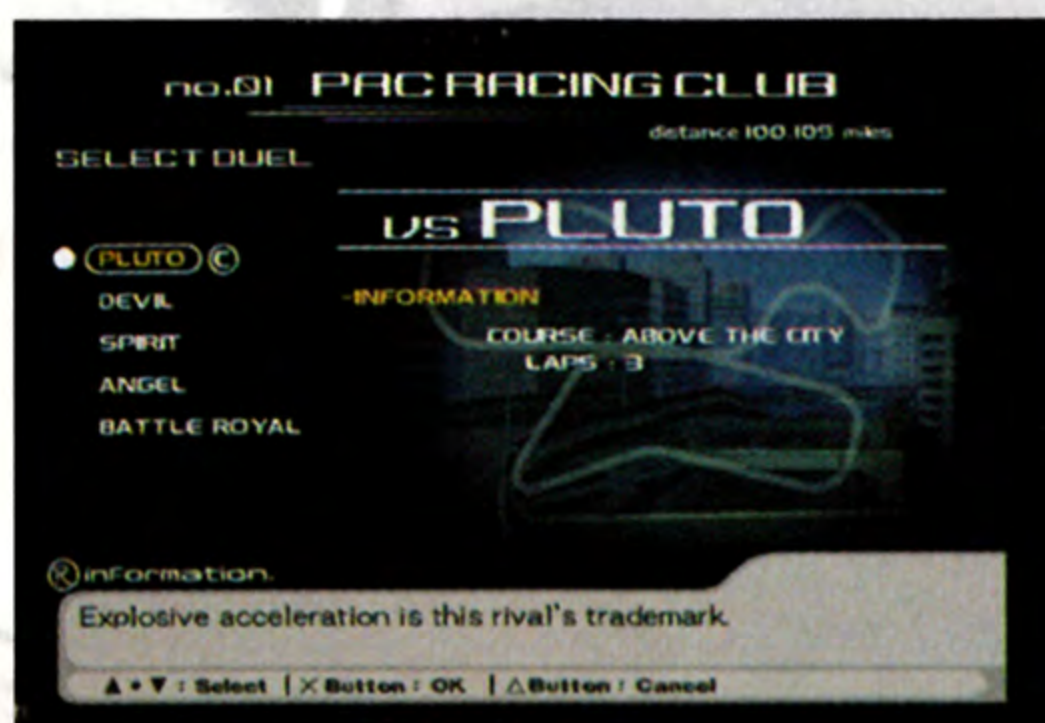 no.01 PAC RACING CLUB
distance 100.109 miles
SELECT DUEL
VS PLUTO
PLUTO C
DEVIL
SPIRIT
ANGEL
BATTLE ROYAL
-INFORMATION
COURSE : ABOVE THE CITY
LAPS : 3
R information.
Explosive acceleration is this rival's trademark.
▲ • ▼ : Select | ✕ Button : OK | △ Button : Cancel